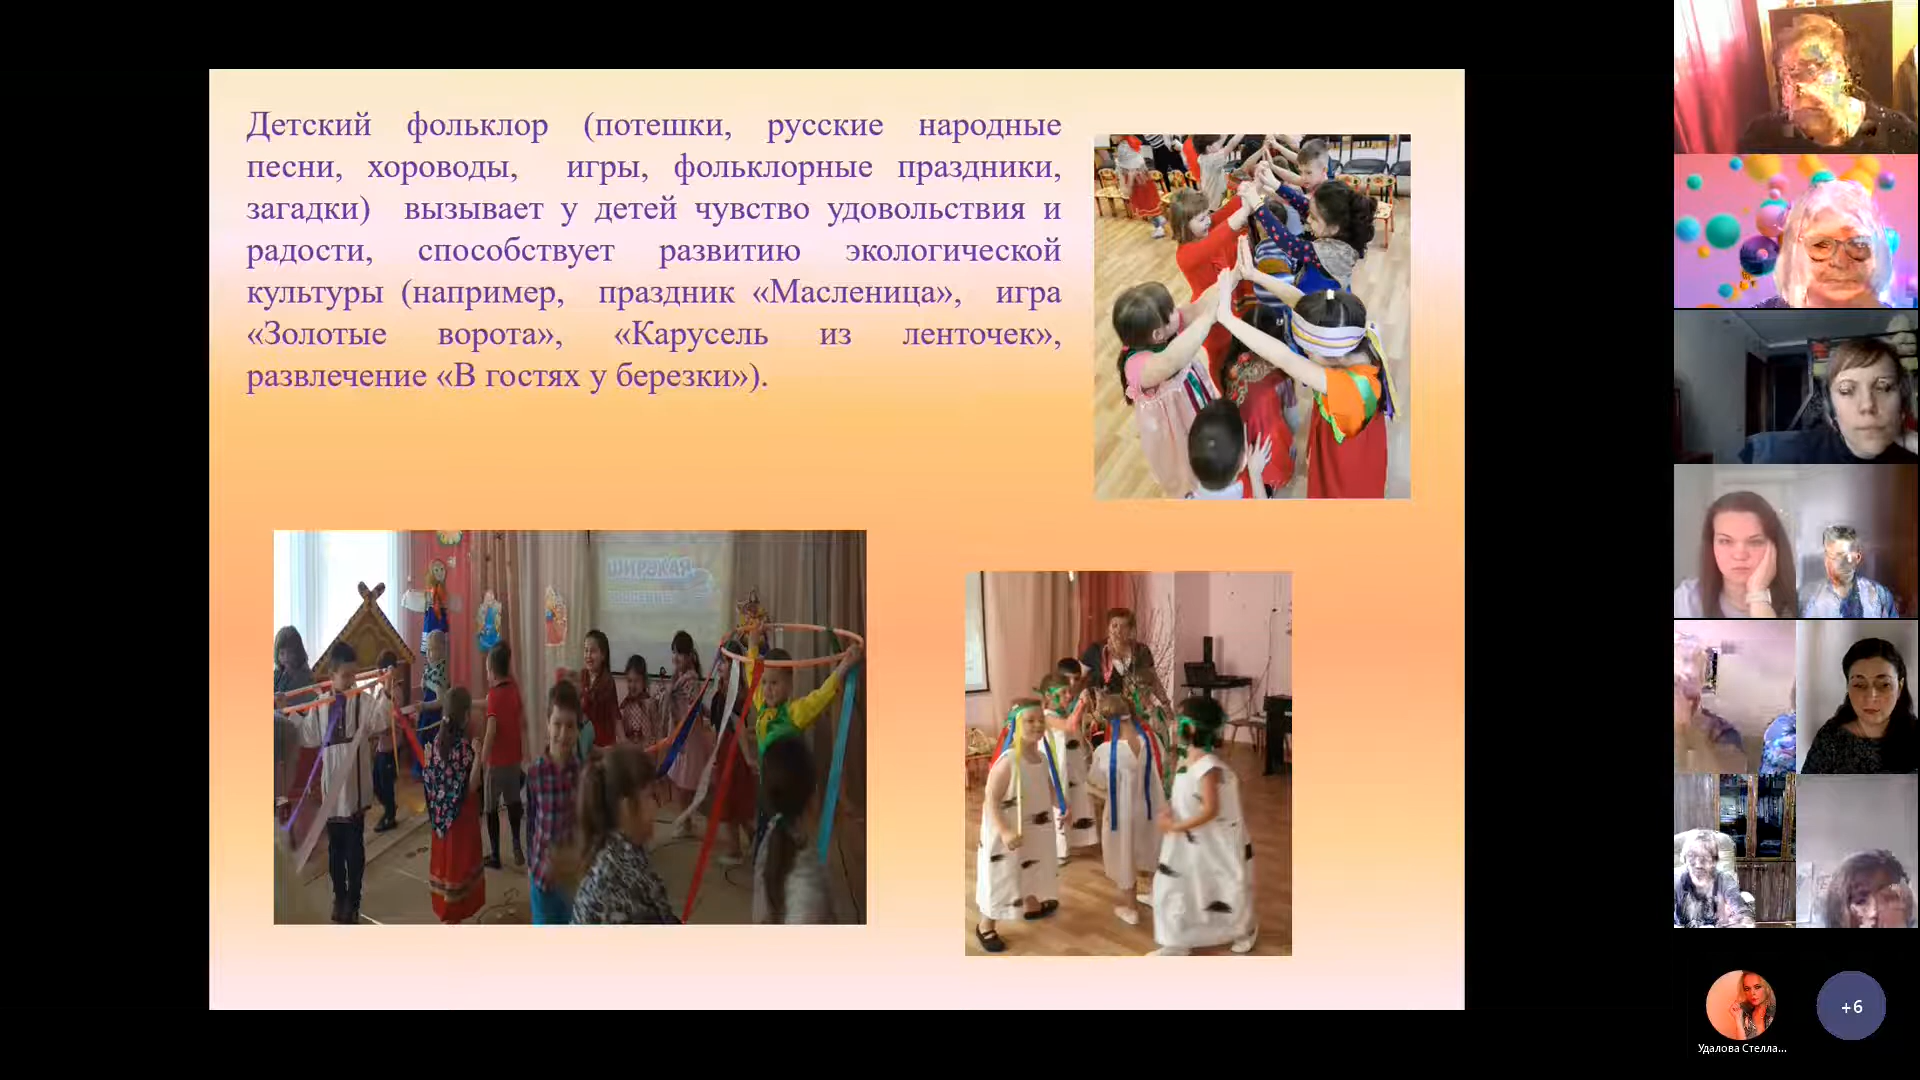 Детский фольклор (потешки, русские народные
песни, хороводы, игры, фольклорные праздники,
загадки) вызывает у детей чувство удовольствия и
радости, способствует развитию экологической
культуры (например, праздник «Масленица», игра
«Золотые ворота», «Карусель из ленточек»,
развлечение «В гостях у березки»).
+6
Удалова Стелла...